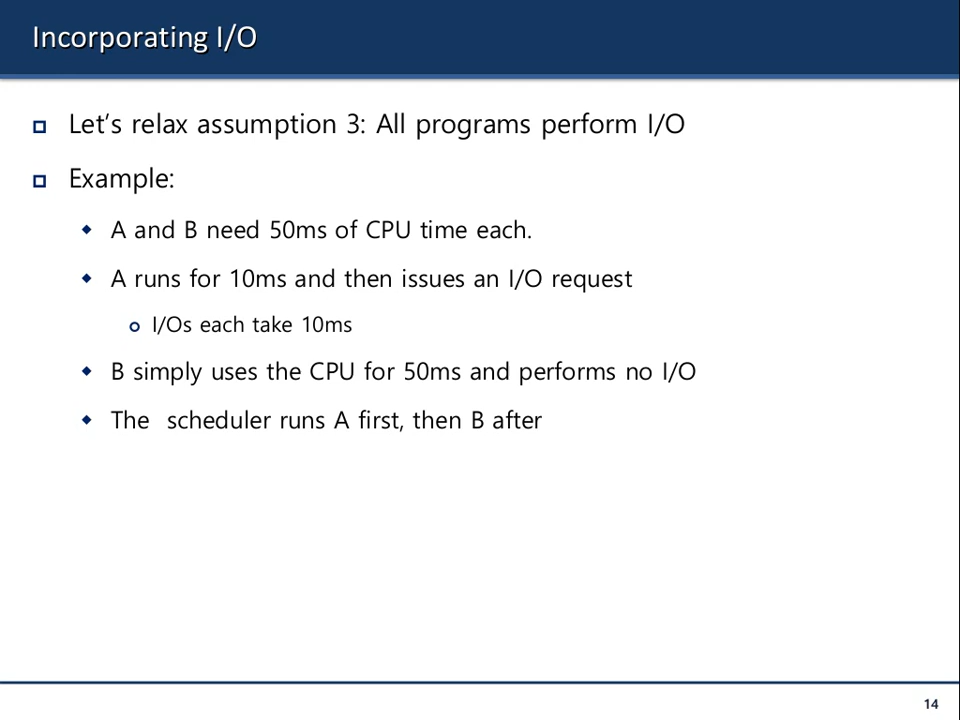 Incorporating I/O
Let's relax assumption 3: All programs perform I/O
Example:
A and B need 50ms of CPU time each.
A runs for 10ms and then issues an I/O request
I/Os each take 10ms
B simply uses the CPU for 50ms and performs no I/O
The  scheduler runs A first, then B after
14